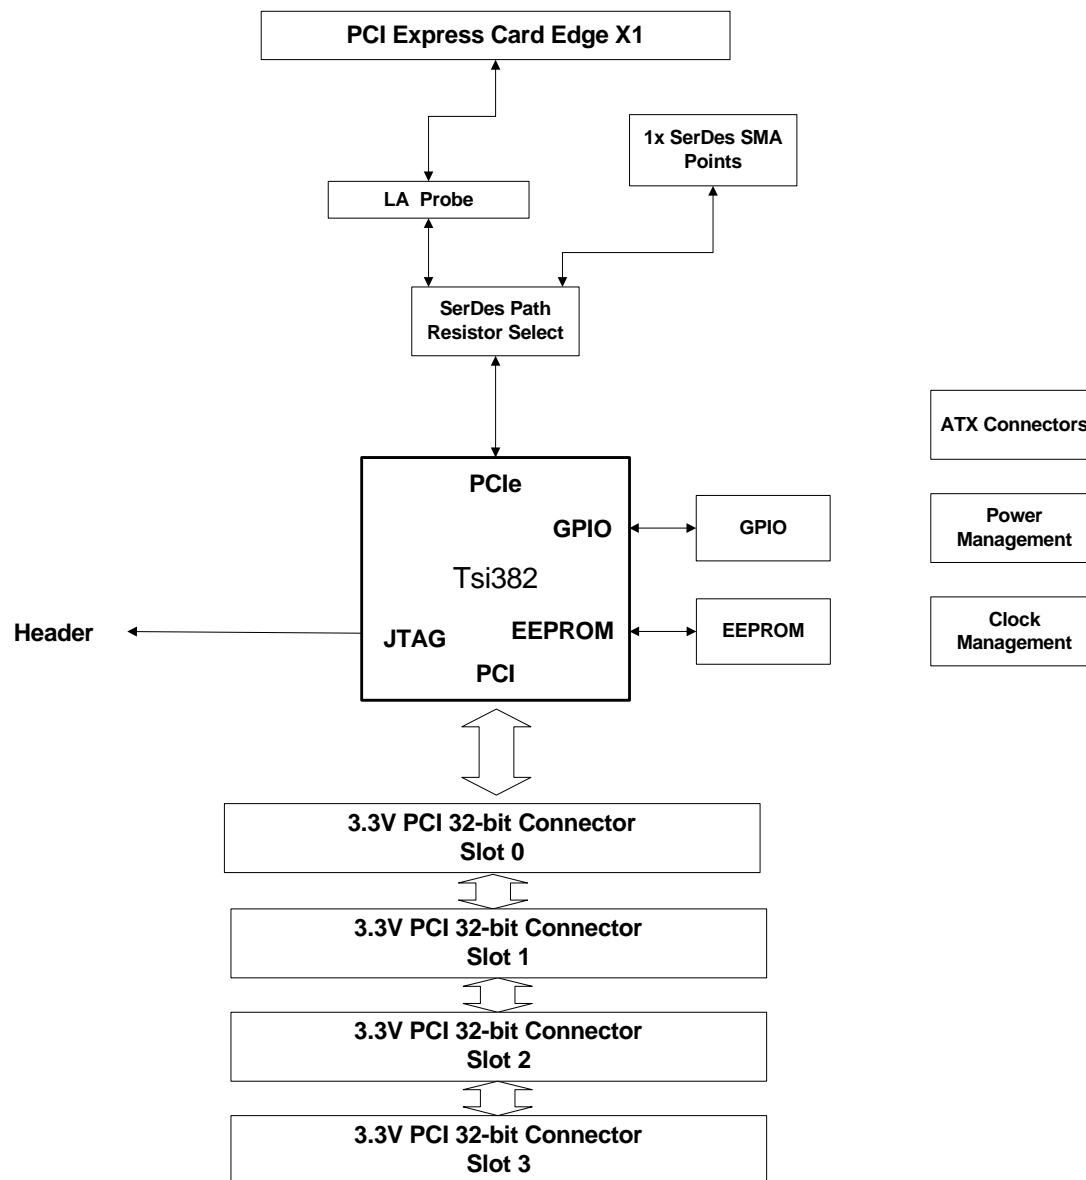 PCI Express Card Edge X1
1x SerDes SMA
Points
LA Probe
SerDes Path
Resistor Select
ATX Connectors
PCIe
GPIO
GPIO
Power
Management
Tsi382
Header
JTAG
EEPROM
EEPROM
Clock
Management
PCI
3.3V PCI 32-bit Connector
Slot 0
3.3V PCI 32-bit Connector
Slot 1
3.3V PCI 32-bit Connector
Slot 2
3.3V PCI 32-bit Connector
Slot 3